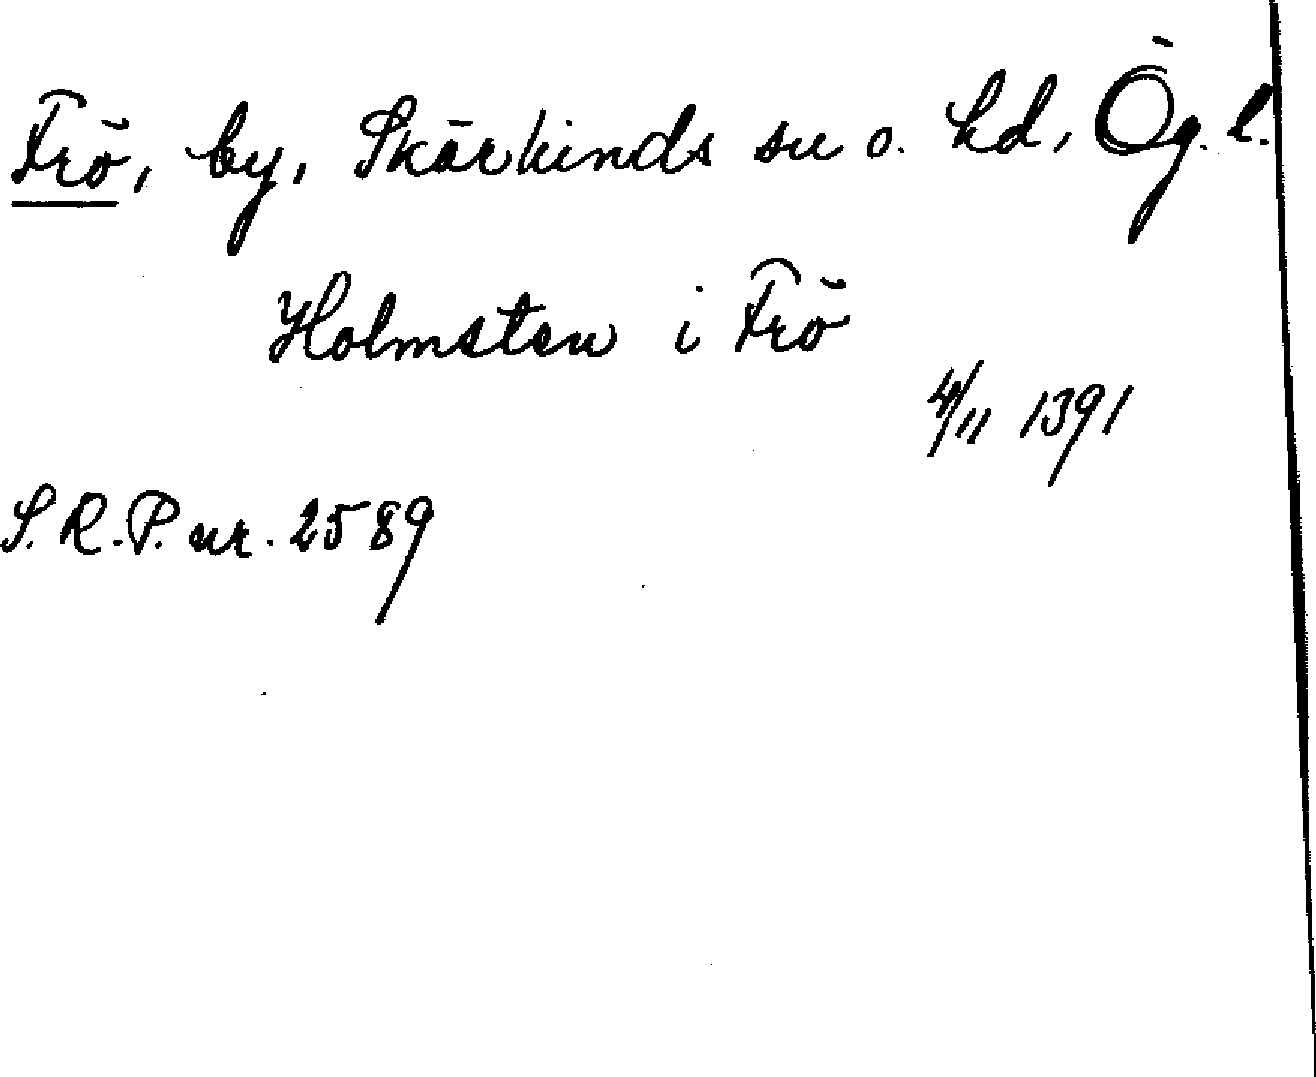 Frö, by, Skärkinds sn o. hd, Ög. l.
Holmsten i Frö
4/11 1391
S. R. P. nr. 2589